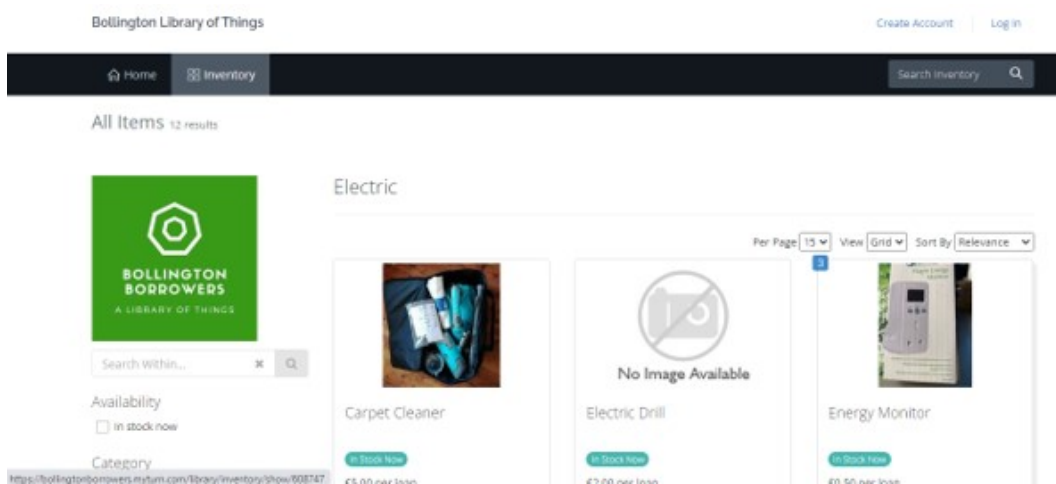 Bollington Library of Things
Create Account Log In
Home Inventory Search Inventory
All Items 12 results
BOLLINGTON
BORROWERS
A LIBRARY OF THINGS
Electric
Per Page 15 View Grid Sort By Relevance
3
No Image Available
Search Within...
Availability
In stock now
Category
Carpet Cleaner Electric Drill Energy Monitor
In Stock Now In Stock Now In Stock Now
£5.00 per loan £2.00 per loan £0.50 per loan
https://bollingtonborrowers.myturn.com/library/inventory/show/608747